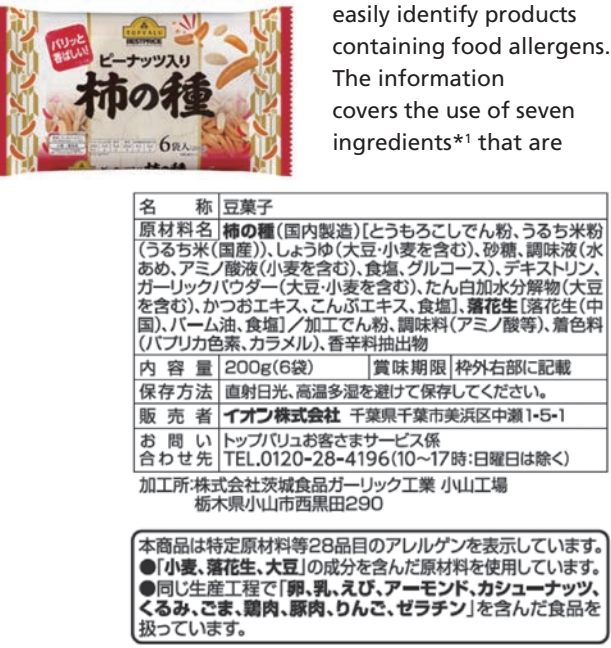 TOPVALU
BESTPRICE
パリッと
香ばしい!
ピーナッツ入り
柿の種
6袋入
easily identify products
containing food allergens.
The information
covers the use of seven
ingredients*1 that are
名称 豆菓子
原材料名 柿の種(国内製造)[とうもろこしでん粉、うるち米粉
(うるち米(国産))、しょうゆ(大豆・小麦を含む)、砂糖、調味液(水
あめ、アミノ酸液(小麦を含む)、食塩、グルコース)、デキストリン、
ガーリックパウダー(大豆・小麦を含む)、たん白加水分解物(大豆
を含む)、かつおエキス、こんぶエキス、食塩]、落花生[落花生(中
国)、パーム油、食塩]/加工でん粉、調味料(アミノ酸等)、着色料
(パプリカ色素、カラメル)、香辛料抽出物
内容量 200g(6袋) 賞味期限 枠外右部に記載
保存方法 直射日光、高温多湿を避けて保存してください。
販売者 イオン株式会社 千葉県千葉市美浜区中瀬1-5-1
お問い合わせ先 トップバリュお客さまサービス係
TEL.0120-28-4196(10~17時:日曜日は除く)
加工所:株式会社茨城食品ガーリック工業 小山工場
栃木県小山市西黒田290
本商品は特定原材料等28品目のアレルゲンを表示しています。
●「小麦、落花生、大豆」の成分を含んだ原材料を使用しています。
●同じ生産工程で「卵、乳、えび、アーモンド、カシューナッツ、
くるみ、ごま、鶏肉、豚肉、りんご、ゼラチン」を含んだ食品を
扱っています。